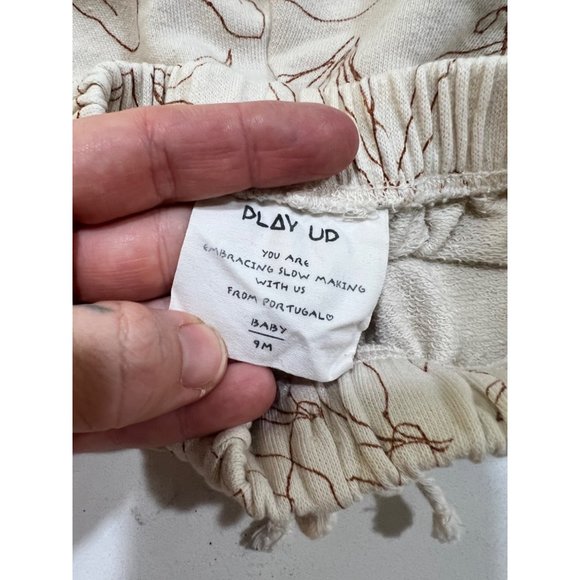 PLAY UP
YOU ARE
EMBRACING SLOW MAKING
WITH US
FROM PORTUGAL♡
BABY
9M